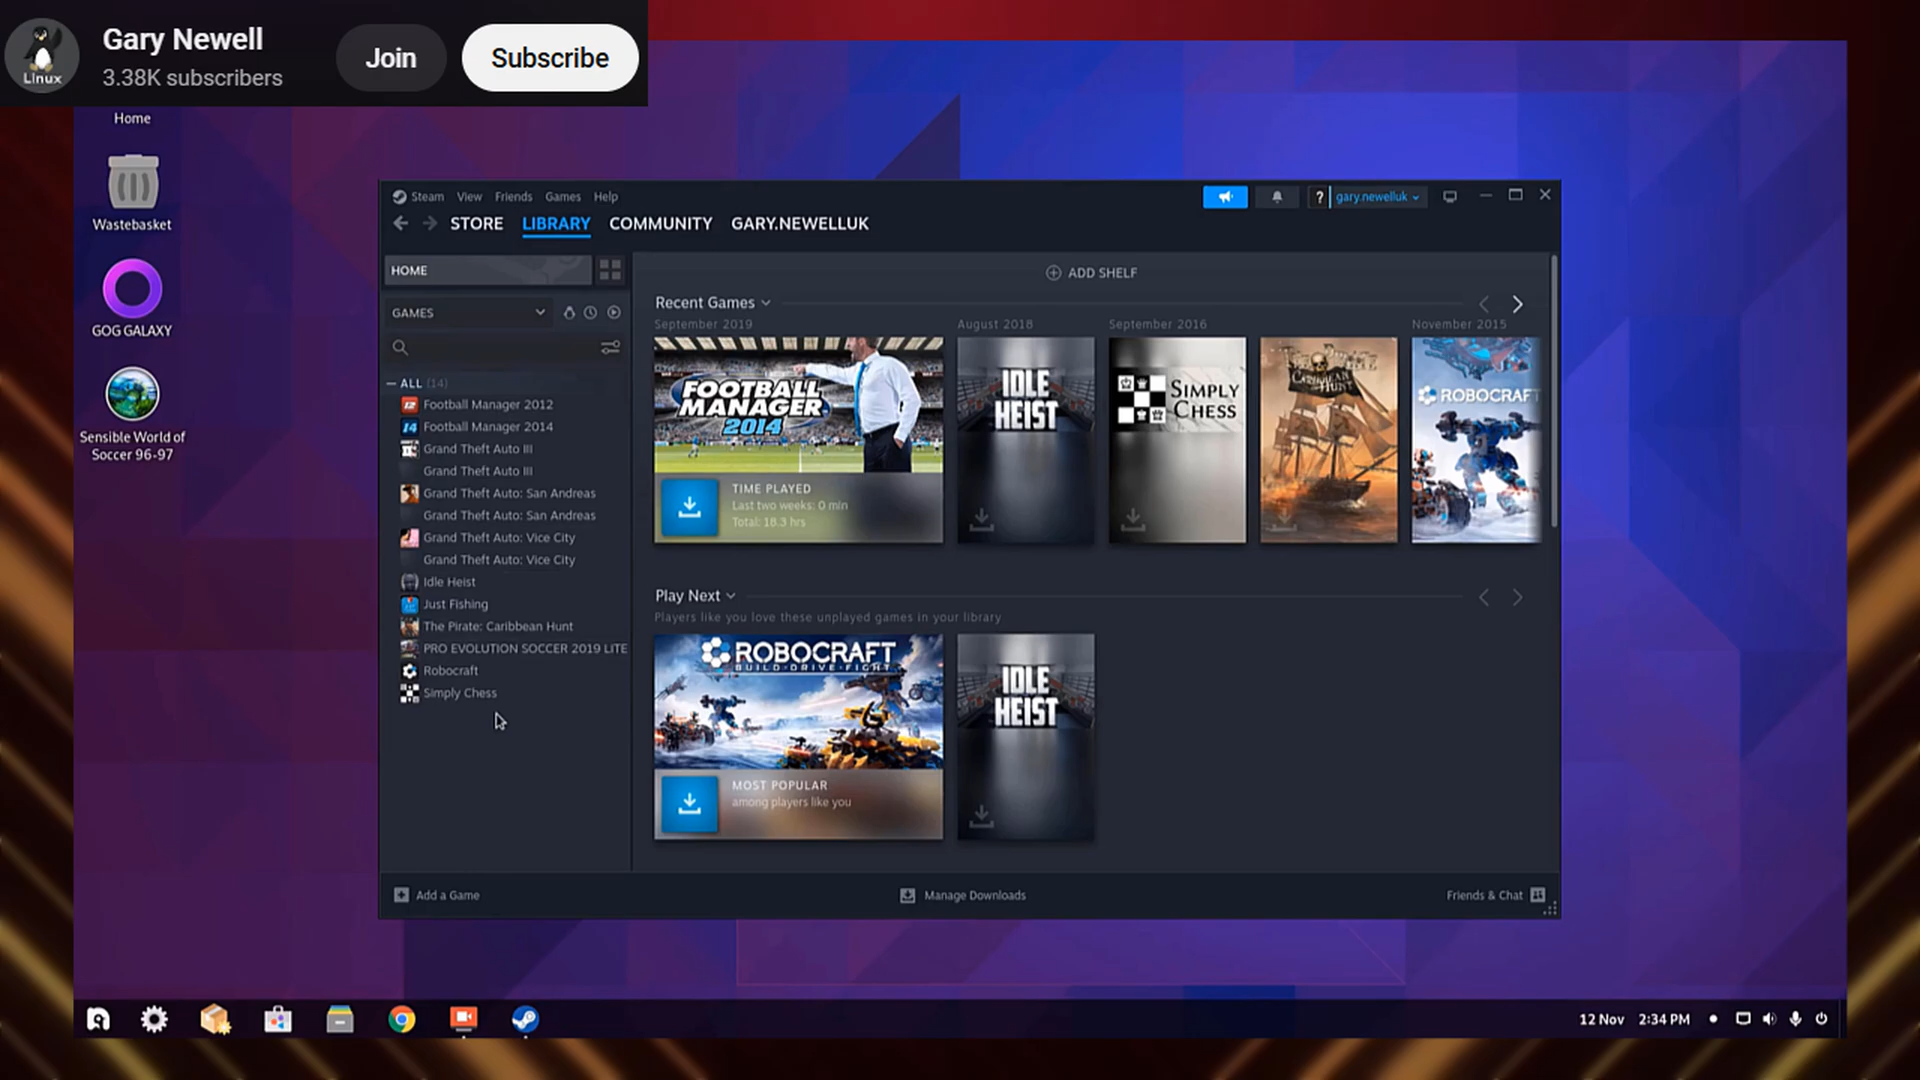 Gary Newell
3.38K subscribers
Join
Subscribe
Linux
Home
Wastebasket
GOG GALAXY
Sensible World of
Soccer 96-97
Steam View Friends Games Help
? gary.newelluk
STORE LIBRARY COMMUNITY GARY.NEWELLUK
HOME
GAMES
ALL (14)
Football Manager 2012
Football Manager 2014
Grand Theft Auto III
Grand Theft Auto III
Grand Theft Auto: San Andreas
Grand Theft Auto: San Andreas
Grand Theft Auto: Vice City
Grand Theft Auto: Vice City
Idle Heist
Just Fishing
The Pirate: Caribbean Hunt
PRO EVOLUTION SOCCER 2019 LITE
Robocraft
Simply Chess
ADD SHELF
Recent Games
September 2019
August 2018
September 2016
November 2015
FOOTBALL
MANAGER
2014
TIME PLAYED
Last two weeks: 0 min
Total: 18.3 hrs
IDLE
HEIST
SIMPLY
CHESS
CARIBBEAN
HUNT
ROBOCRAFT
Play Next
Players like you love these unplayed games in your library
ROBOCRAFT
BUILD·DRIVE·FIGHT
MOST POPULAR
among players like you
IDLE
HEIST
Add a Game
Manage Downloads
Friends & Chat
12 Nov 2:34 PM